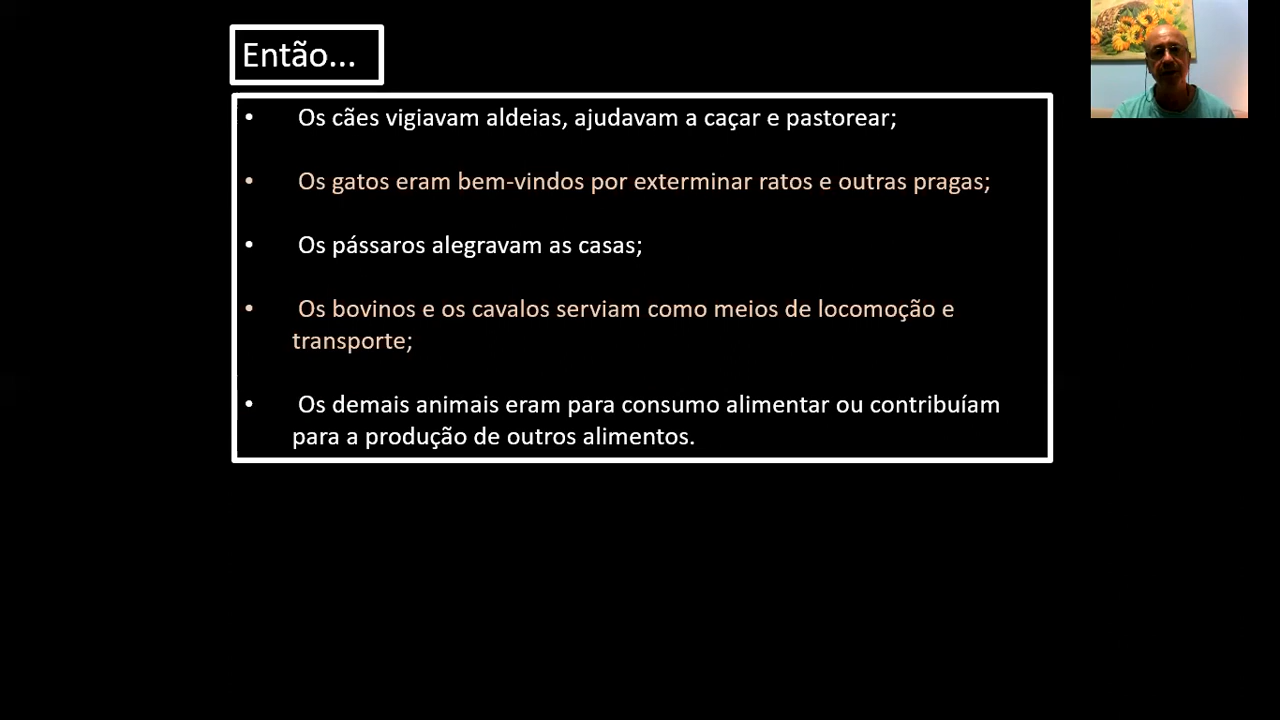 Então...
• Os cães vigiavam aldeias, ajudavam a caçar e pastorear;
• Os gatos eram bem-vindos por exterminar ratos e outras pragas;
• Os pássaros alegravam as casas;
• Os bovinos e os cavalos serviam como meios de locomoção e
transporte;
• Os demais animais eram para consumo alimentar ou contribuíam
para a produção de outros alimentos.